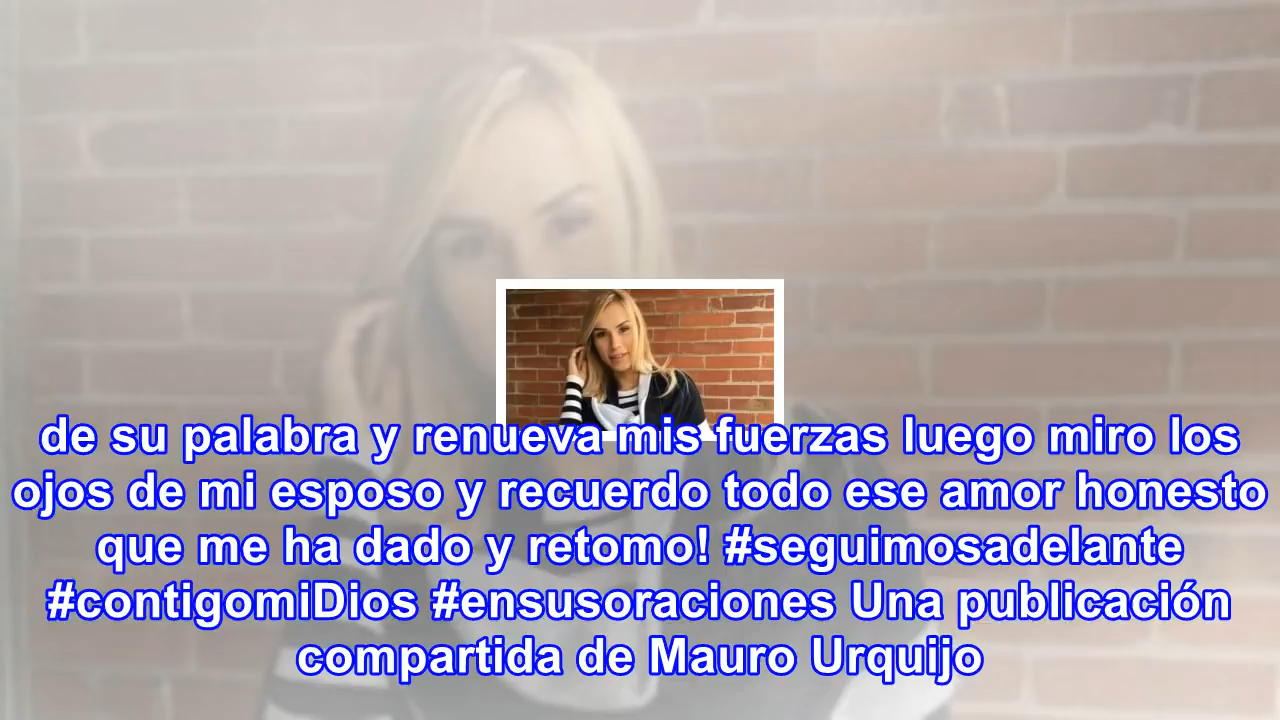 de su palabra y renueva mis fuerzas luego miro los
ojos de mi esposo y recuerdo todo ese amor honesto
que me ha dado y retomo! #seguimosadelante
#contigomiDios #ensusoraciones Una publicación
compartida de Mauro Urquijo